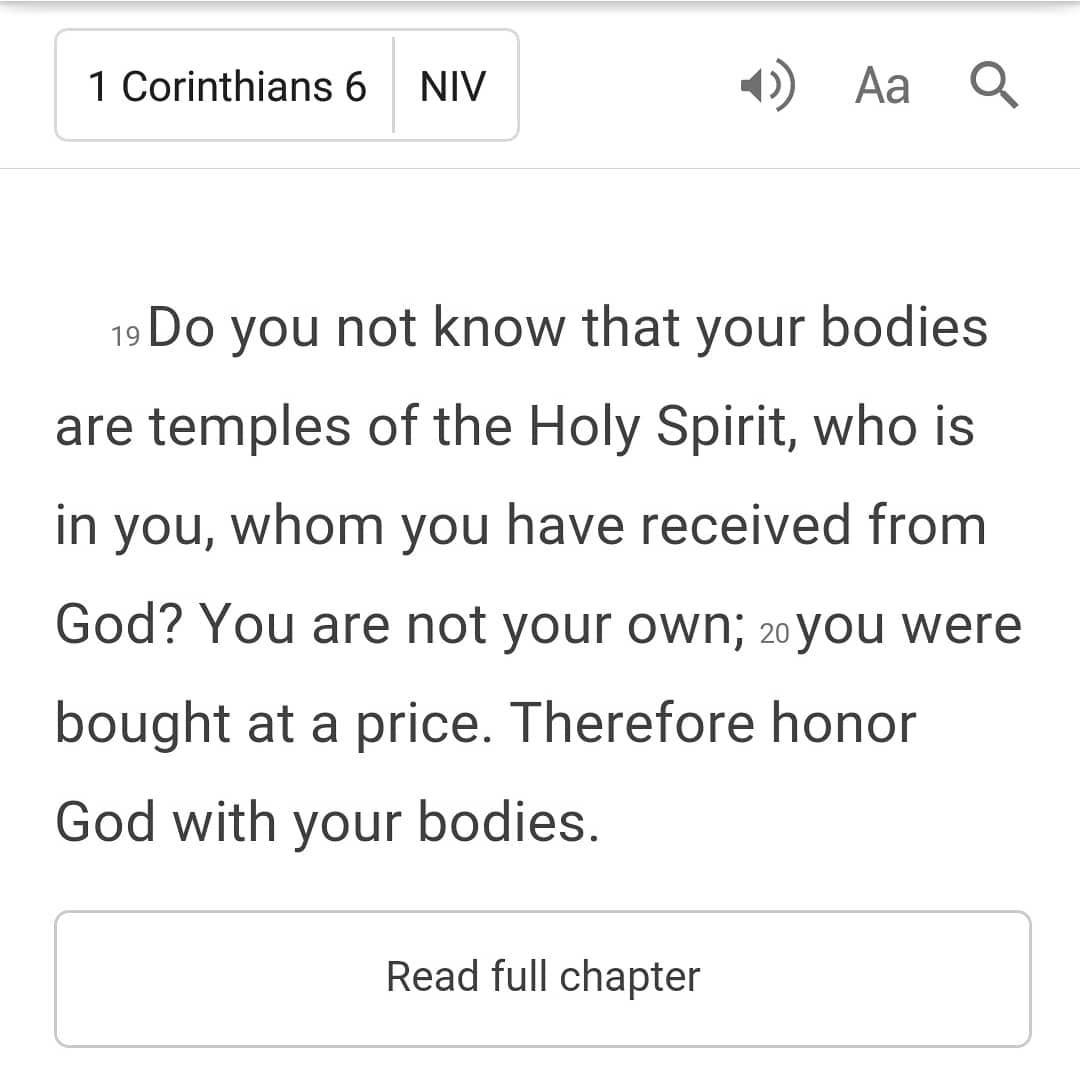 1 Corinthians 6 NIV Aa
19 Do you not know that your bodies
are temples of the Holy Spirit, who is
in you, whom you have received from
God? You are not your own; 20 you were
bought at a price. Therefore honor
God with your bodies.
Read full chapter